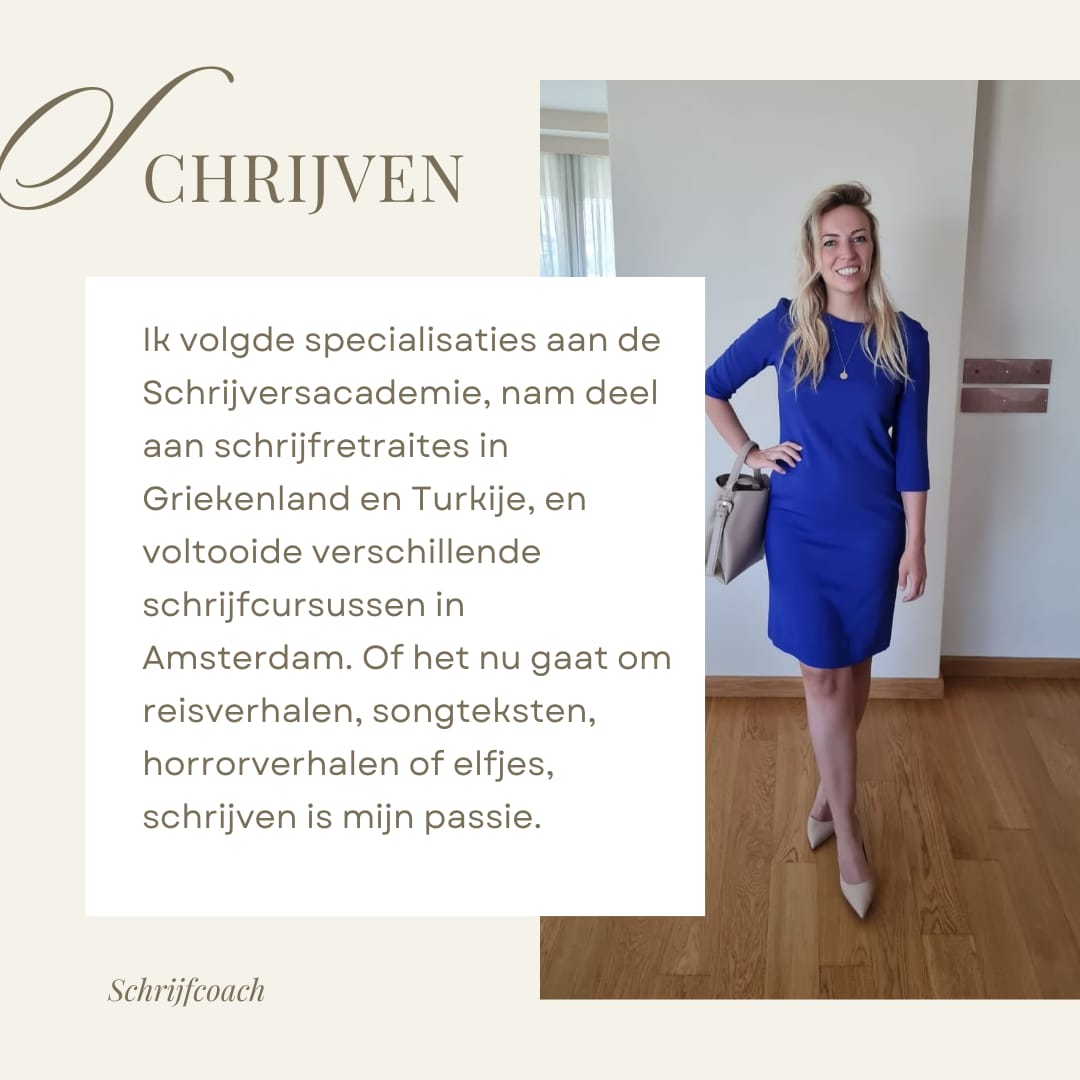 SCHRIJVEN
Ik volgde specialisaties aan de
Schrijversacademie, nam deel
aan schrijfretraites in
Griekenland en Turkije, en
voltooide verschillende
schrijfcursussen in
Amsterdam. Of het nu gaat om
reisverhalen, songteksten,
horrorverhalen of elfjes,
schrijven is mijn passie.
Schrijfcoach